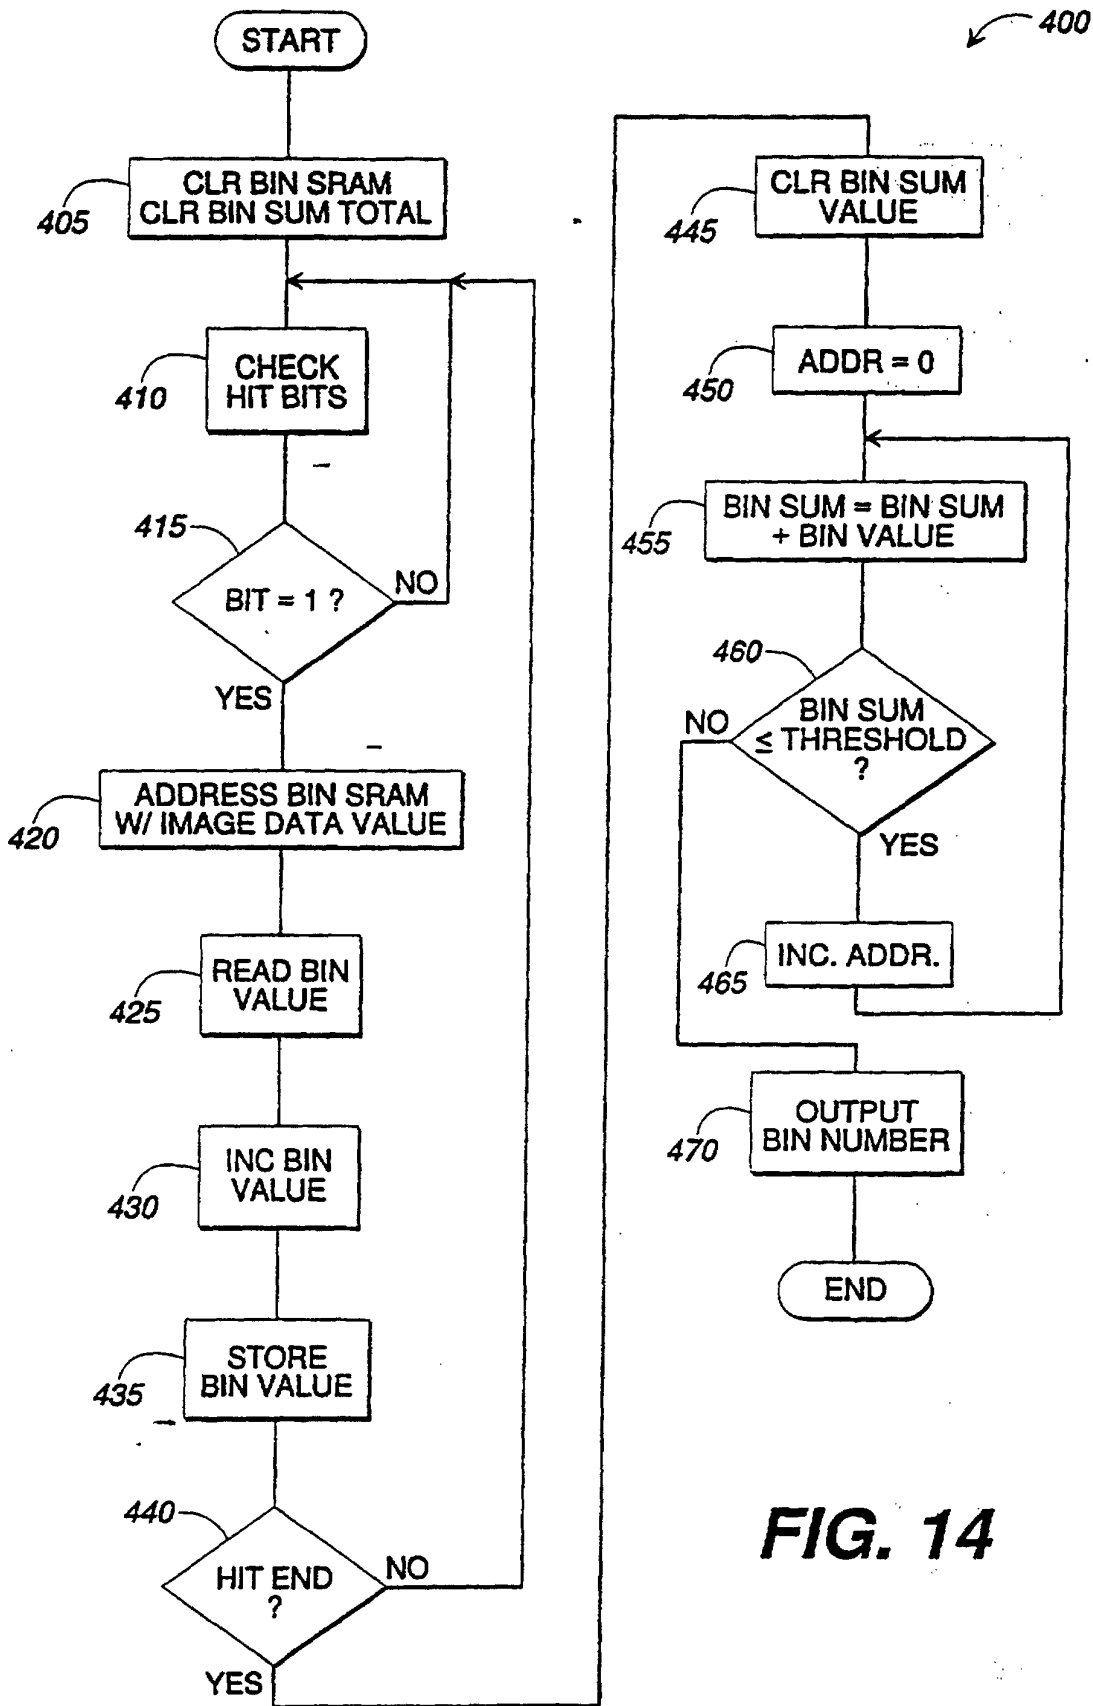 400
START
405
CLR BIN SRAM
CLR BIN SUM TOTAL
410
CHECK
HIT BITS
415
BIT = 1 ?
NO
YES
420
ADDRESS BIN SRAM
W/ IMAGE DATA VALUE
425
READ BIN
VALUE
430
INC BIN
VALUE
435
STORE
BIN VALUE
440
HIT END
?
NO
YES
445
CLR BIN SUM
VALUE
450
ADDR = 0
455
BIN SUM = BIN SUM
+ BIN VALUE
460
BIN SUM
≤ THRESHOLD
?
NO
YES
465
INC. ADDR.
470
OUTPUT
BIN NUMBER
END
FIG. 14